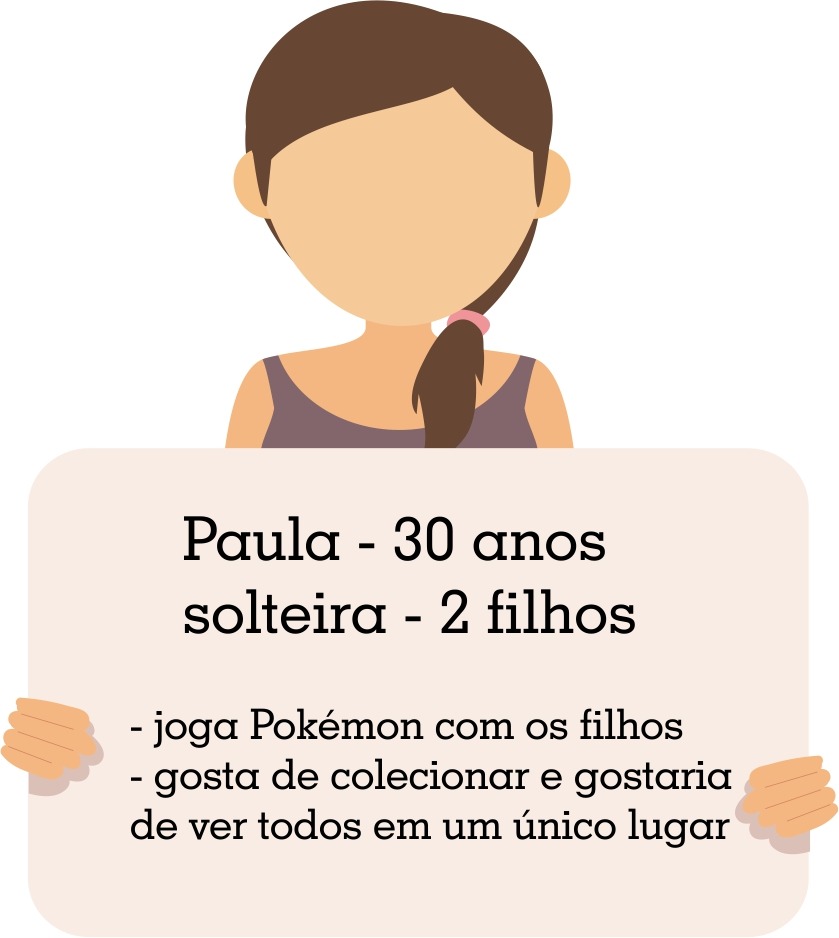 Paula - 30 anos
solteira - 2 filhos
- joga Pokémon com os filhos
- gosta de colecionar e gostaria
de ver todos em um único lugar